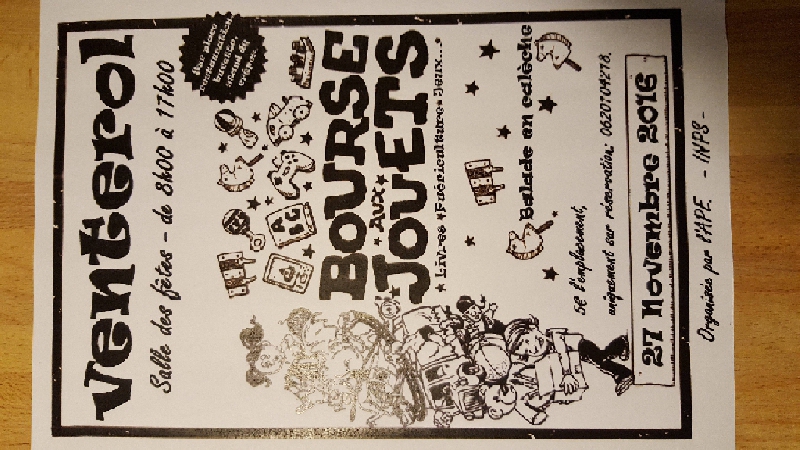 Venterol
Salle des fêtes - de 8h00 à 17h00
BOURSE
AUX
JOUETS
* Livres * Puériculture * Jeux...*
Balade en calèche
5€ l'emplacement,
uniquement sur réservation: 0620704278.
27 Novembre 2016
Organisée par l'APE. - INPS -